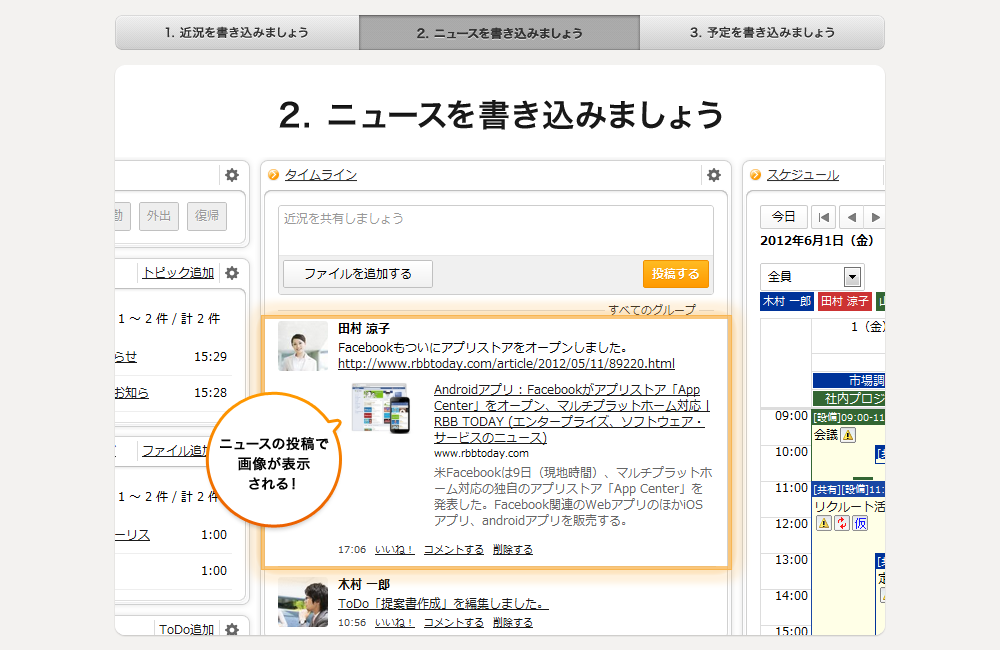 1. 近況を書き込みましょう
2. ニュースを書き込みましょう
3. 予定を書き込みましょう
2. ニュースを書き込みましょう
外出
復帰
トピック追加
1 ～ 2 件 / 計 2 件
らせ 15:29
お知らせ 15:28
ファイル追加
1 ～ 2 件 / 計 2 件
ーリス 1:00
1:00
ToDo追加
タイムライン
近況を共有しましょう
ファイルを追加する
投稿する
すべてのグループ
田村 涼子
Facebookもついにアプリストアをオープンしました。
http://www.rbbtoday.com/article/2012/05/11/89220.html
Androidアプリ：Facebookがアプリストア「App
Center」をオープン、マルチプラットホーム対応 |
RBB TODAY (エンタープライズ、ソフトウェア・
サービスのニュース)
www.rbbtoday.com
米Facebookは9日（現地時間）、マルチプラットホ
ーム対応の独自のアプリストア「App Center」を
発表した。Facebook関連のWebアプリのほかiOS
アプリ、androidアプリを販売する。
17:06 いいね！ コメントする 削除する
ニュースの投稿で
画像が表示
される！
木村 一郎
ToDo「提案書作成」を編集しました。
10:56 いいね！ コメントする 削除する
スケジュール
今日
2012年6月1日（金）
全員
木村 一郎
田村 涼子
1（金）
市場調
社内プロジ
09:00
[設備]09:00-11
会議
10:00
11:00
[共有][設備]11:
リクルート活
仮
12:00
13:00
14:00
15:00